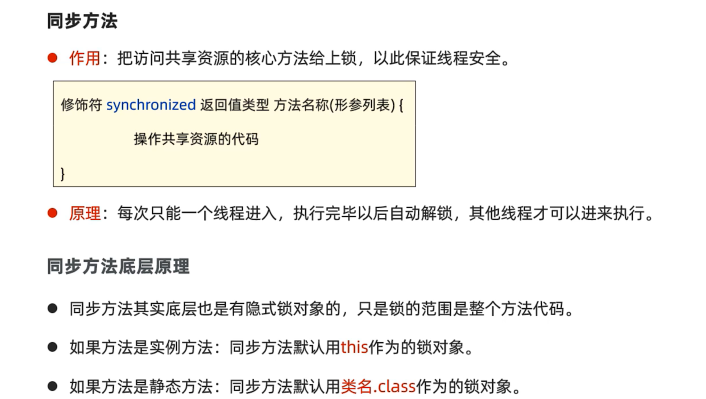 同步方法
作用：把访问共享资源的核心方法给上锁，以此保证线程安全。
修饰符 synchronized 返回值类型 方法名称(形参列表) {
操作共享资源的代码
}
原理：每次只能一个线程进入，执行完毕以后自动解锁，其他线程才可以进来执行。
同步方法底层原理
同步方法其实底层也是有隐式锁对象的，只是锁的范围是整个方法代码。
如果方法是实例方法：同步方法默认用this作为的锁对象。
如果方法是静态方法：同步方法默认用类名.class作为的锁对象。